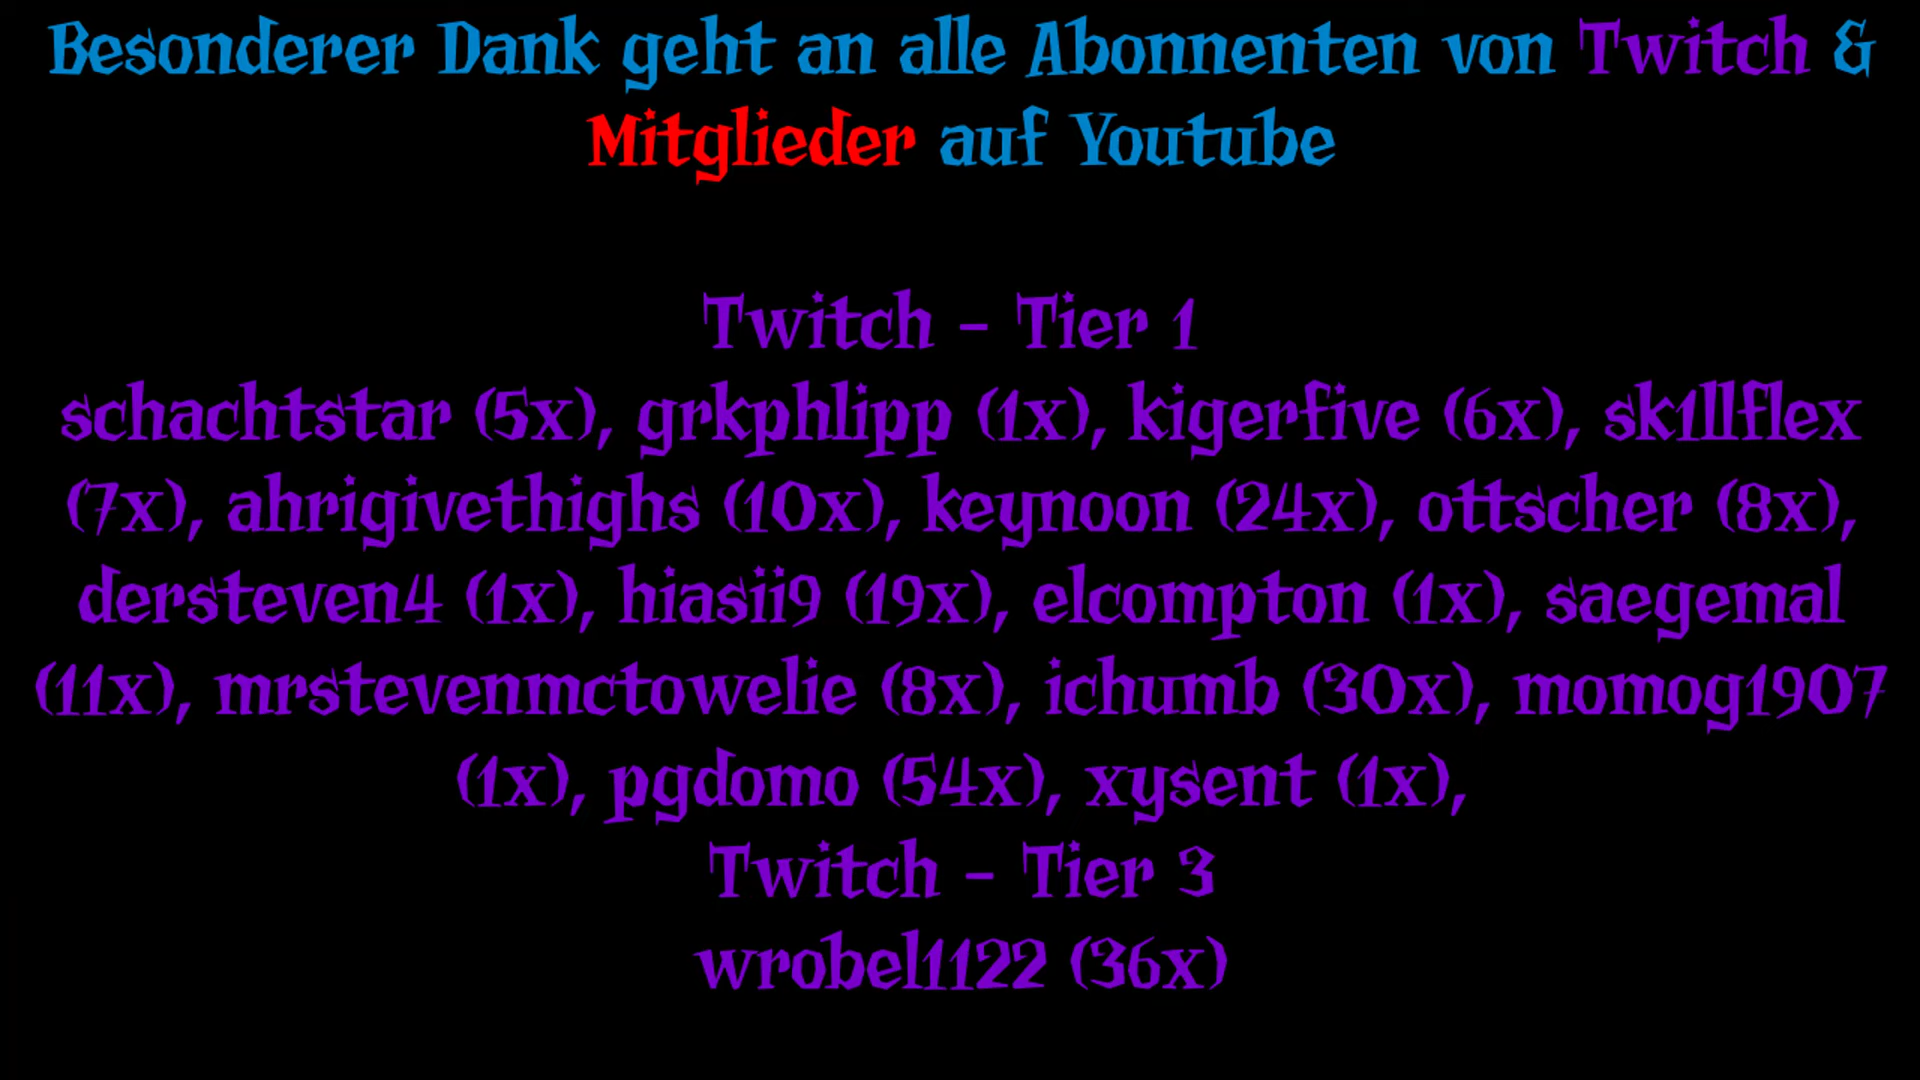 Besonderer Dank geht an alle Abonnenten von Twitch &
Mitglieder auf Youtube
Twitch - Tier 1
schachtstar (5x), grkphlipp (1x), kigerfive (6x), sk1llflex
(7x), ahrigivethighs (10x), keynoon (24x), ottscher (8x),
dersteven4 (1x), hiasii9 (19x), elcompton (1x), saegemal
(11x), mrstevenmctowelie (8x), ichumb (30x), momog1907
(1x), pgdomo (54x), xysent (1x),
Twitch - Tier 3
wrobel1122 (36x)